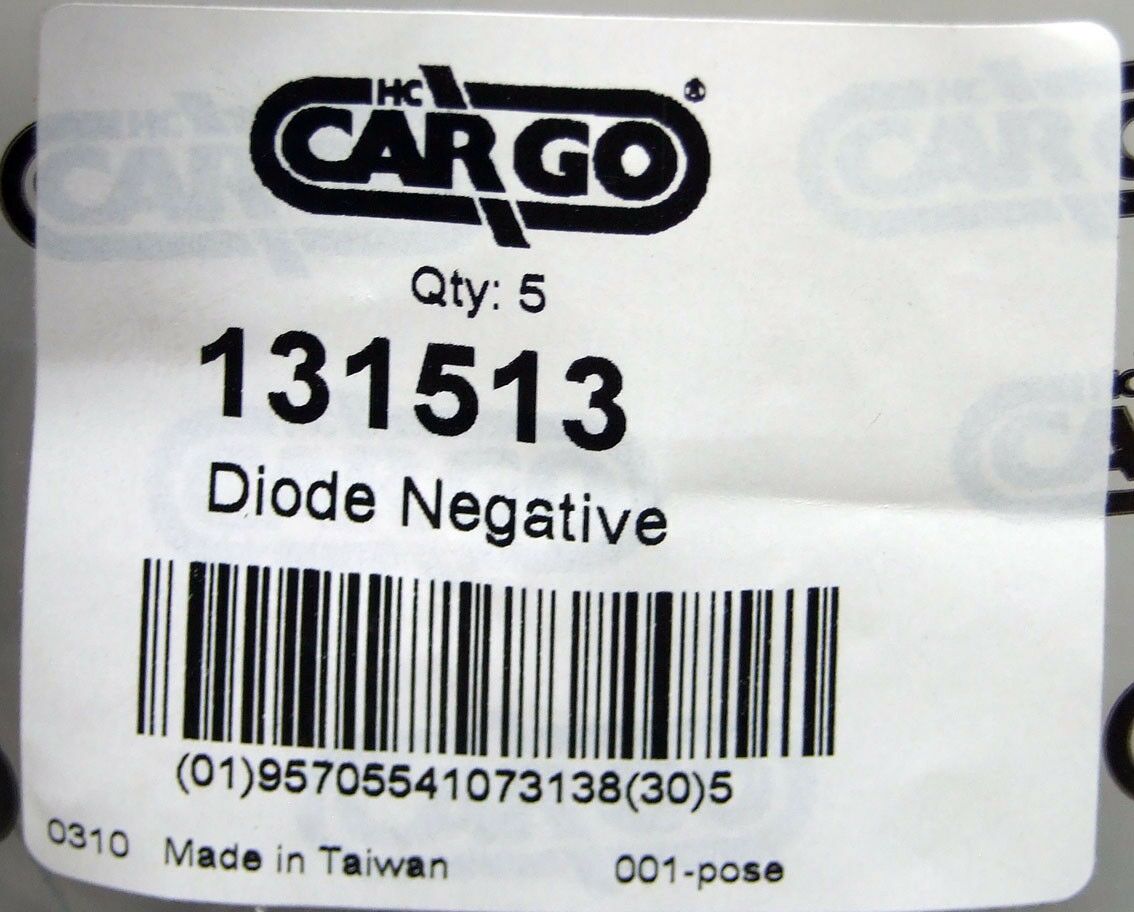 HC
CARGO®
Qty: 5
131513
Diode Negative
(01)95705541073138(30)5
0310 Made in Taiwan 001-pose